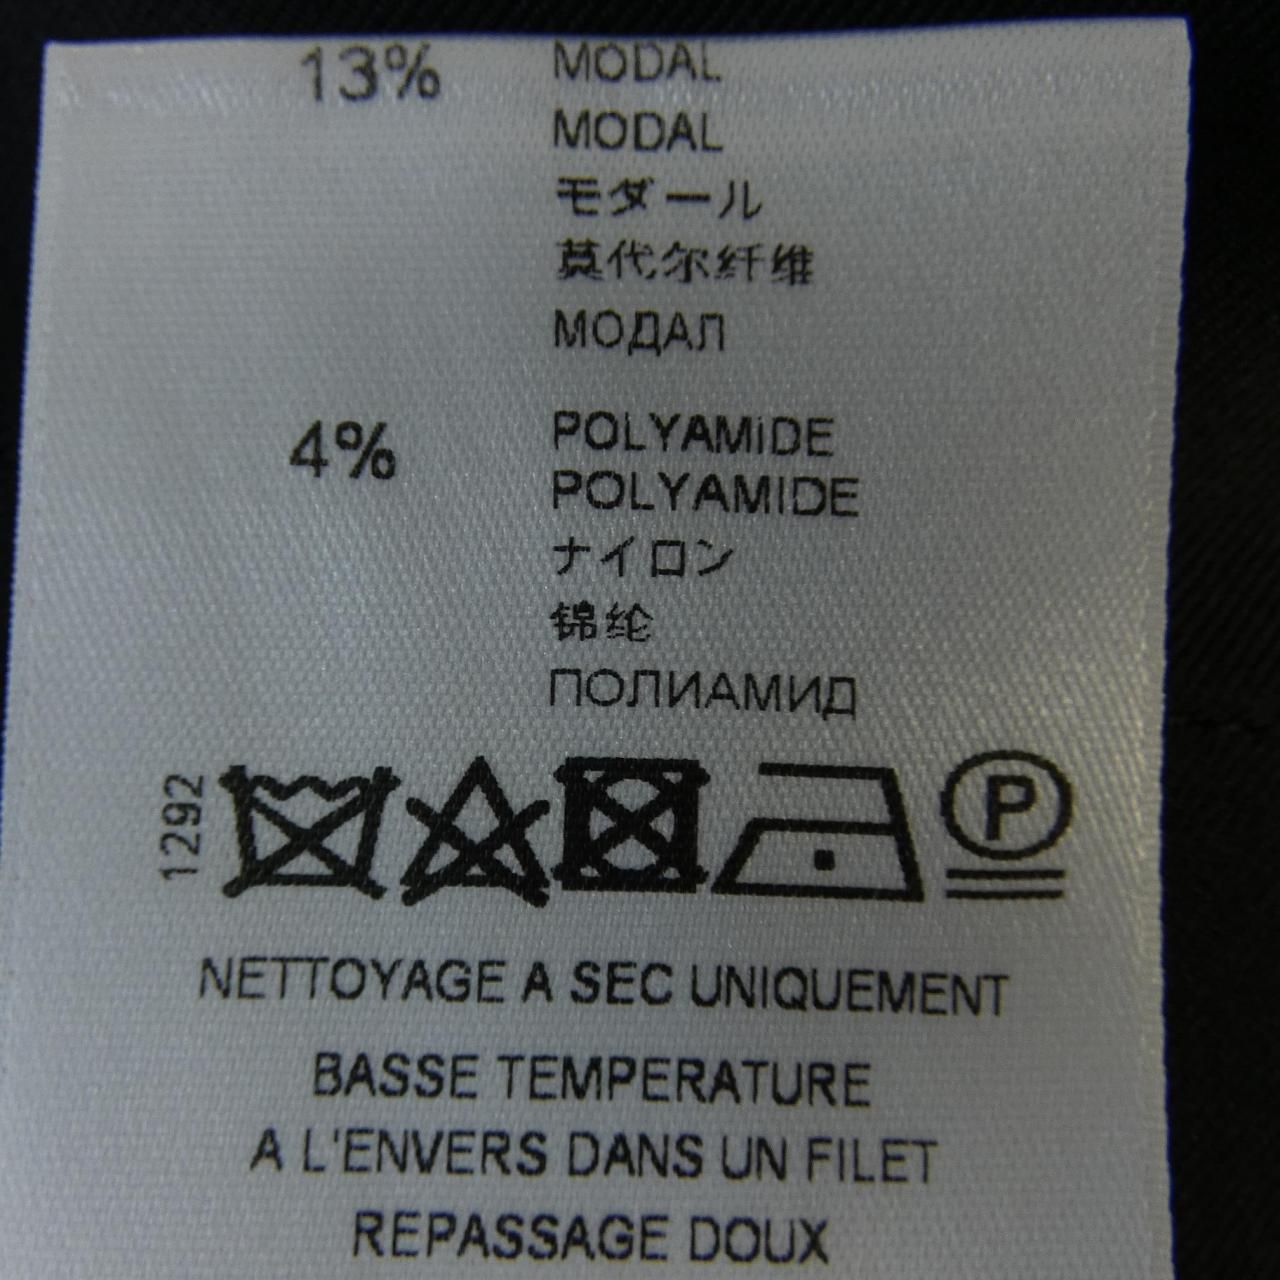 13% MODAL
MODAL
モダール
莫代尔纤维
МОДАЛ
4% POLYAMIDE
POLYAMIDE
ナイロン
锦纶
ПОЛИАМИД
1292
P
NETTOYAGE A SEC UNIQUEMENT
BASSE TEMPERATURE
A L'ENVERS DANS UN FILET
REPASSAGE DOUX